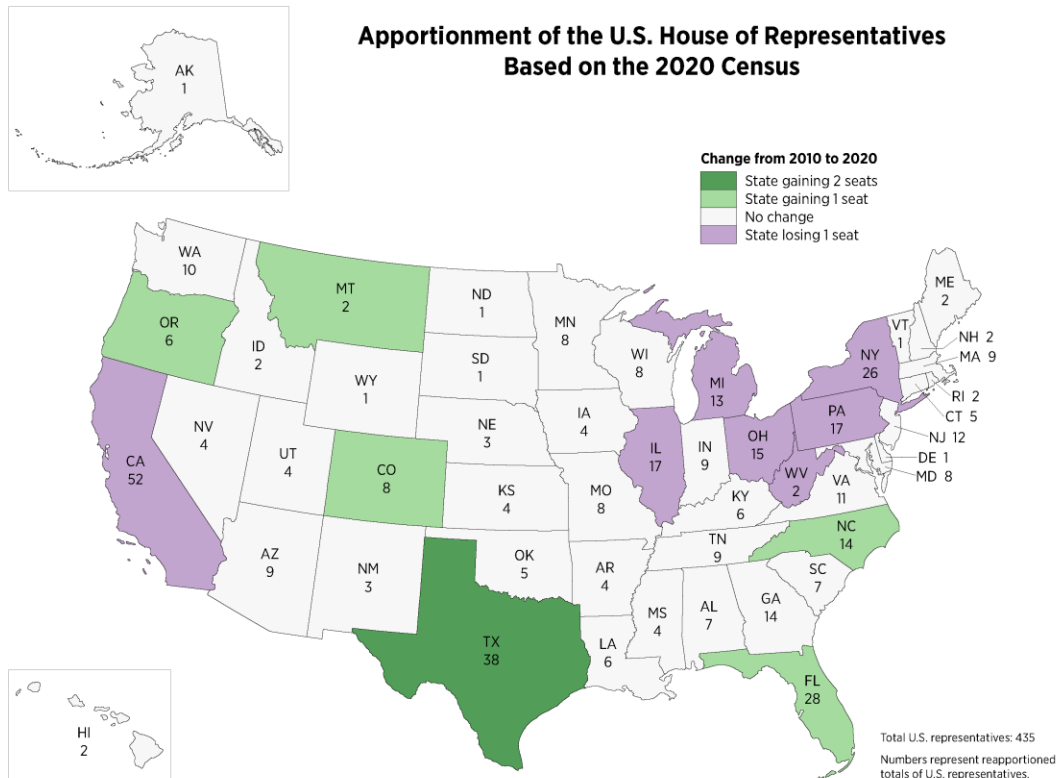 Apportionment of the U.S. House of Representatives
Based on the 2020 Census
Change from 2010 to 2020
State gaining 2 seats
State gaining 1 seat
No change
State losing 1 seat
AK
1
WA
10
OR
6
CA
52
NV
4
ID
2
MT
2
WY
1
UT
4
CO
8
AZ
9
NM
3
ND
1
SD
1
NE
3
KS
4
OK
5
TX
38
MN
8
IA
4
MO
8
AR
4
LA
6
WI
8
IL
17
MI
13
IN
9
OH
15
KY
6
TN
9
MS
4
AL
7
GA
14
FL
28
SC
7
NC
14
VA
11
WV
2
PA
17
NY
26
VT
1
ME
2
NH 2
MA 9
RI 2
CT 5
NJ 12
DE 1
MD 8
HI
2
Total U.S. representatives: 435
Numbers represent reapportioned
totals of U.S. representatives.